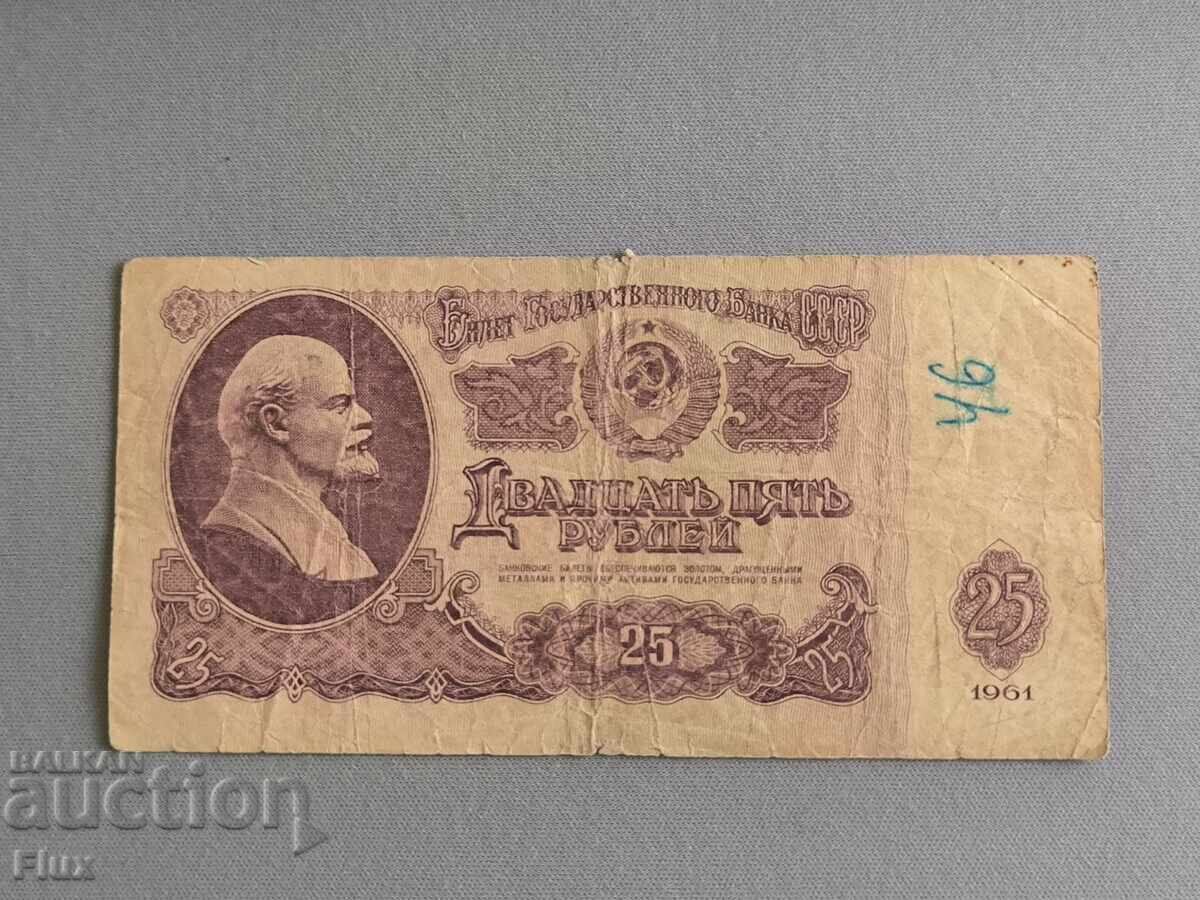 Билет Государственного Банка СССР
Двадцать пять
рублей
БАНКОВСКИЕ БИЛЕТЫ ОБЕСПЕЧИВАЮТСЯ ЗОЛОТОМ, ДРАГОЦЕННЫМИ
МЕТАЛЛАМИ И ПРОЧИМИ АКТИВАМИ ГОСУДАРСТВЕННОГО БАНКА
25
25
25
25
1961
БАЛКАН
auction
Flux